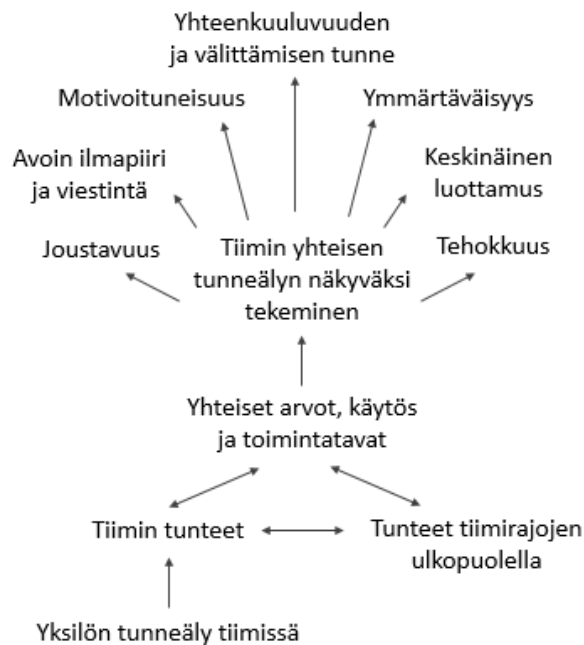 Yhteenkuuluvuuden
ja välittämisen tunne
Motivoituneisuus
Ymmärtäväisyys
Avoin ilmapiiri
ja viestintä
Keskinäinen
luottamus
Joustavuus
Tiimin yhteisen
tunneälyn näkyväksi
tekeminen
Tehokkuus
Yhteiset arvot, käytös
ja toimintatavat
Tiimin tunteet
Tunteet tiimirajojen
ulkopuolella
Yksilön tunneäly tiimissä